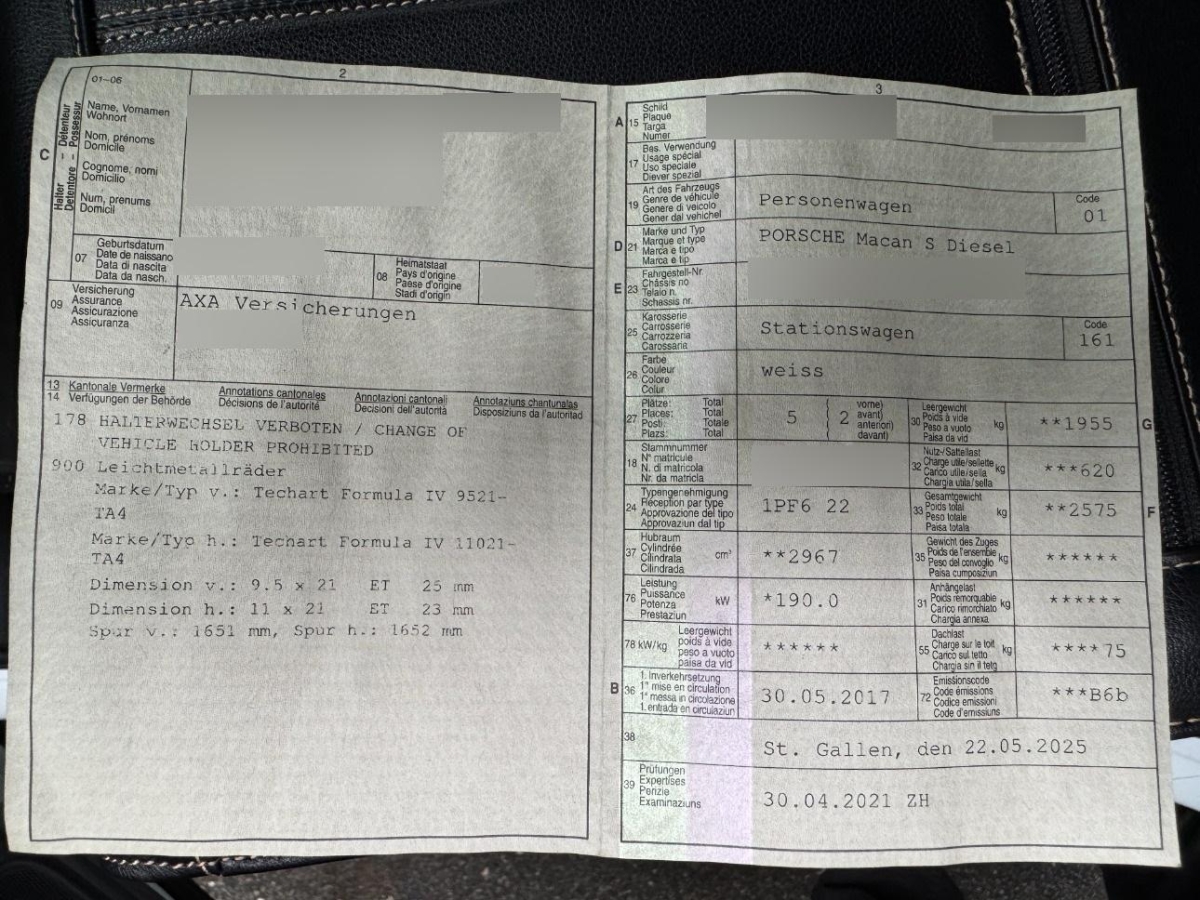 2
01-06
C
Halter - Détenteur
Detentore - Possessur
Name, Vornamen
Wohnort
Nom, prénoms
Domicile
Cognome, nomi
Domicilio
Num, prenums
Domicil
07
Geburtsdatum
Date de naissance
Data di nascita
Data da nasch.
08
Heimatstaat
Pays d'origine
Paese d'origine
Stadi d'origin
09
Versicherung
Assurance
Assicurazione
Assicuranza
AXA Versicherungen
13 Kantonale Vermerke Annotations cantonales Annotazioni cantonali Annotaziuns chantunalas
14 Verfügungen der Behörde Décisions de l'autorité Decisioni dell'autorità Disposiziuns da l'autoritad
178 HALTERWECHSEL VERBOTEN / CHANGE OF
VEHICLE HOLDER PROHIBITED
900 Leichtmetallräder
Marke/Typ v.: Techart Formula IV 9521-
TA4
Marke/Typ h.: Techart Formula IV 11021-
TA4
Dimension v.: 9.5 x 21 ET 25 mm
Dimension h.: 11 x 21 ET 23 mm
Spur v.: 1651 mm, Spur h.: 1652 mm
3
A 15
Schild
Plaque
Targa
Numer
17
Bes. Verwendung
Usage spécial
Uso speciale
Diever spezial
19
Art des Fahrzeugs
Genre de véhicule
Genere di veicolo
Gener dal vehichel
Personenwagen
Code
01
D 21
Marke und Typ
Marque et type
Marca e tipo
Marca e tip
PORSCHE Macan S Diesel
E 23
Fahrgestell-Nr.
Châssis no
Telaio n.
Schassis nr.
25
Karosserie
Carrosserie
Carrozzeria
Carossaria
Stationswagen
Code
161
26
Farbe
Couleur
Colore
Colur
weiss
27
Plätze: Total
Places: Total
Posti: Totale
Plazs: Total
5
( 2
vorne)
avant)
anteriori)
davant)
30
Leergewicht
Poids à vide
Peso a vuoto
Paisa da vid
kg
**1955
G
18
Stammnummer
N° matricule
N. di matricola
Nr. da matricla
32
Nutz-/Sattellast
Charge utile/sellette
Carico utile/sella
Chargia utila/sella
kg
***620
24
Typengenehmigung
Réception par type
Approvazione del tipo
Approvaziun dal tip
1PF6 22
33
Gesamtgewicht
Poids total
Peso totale
Paisa totala
kg
**2575
F
37
Hubraum
Cylindrée
Cilindrata
Cilindrada
cm³
**2967
35
Gewicht des Zuges
Poids de l'ensemble
Peso del convoglio
Paisa cumposiziun
kg
******
76
Leistung
Puissance
Potenza
Prestaziun
kW
*190.0
31
Anhängelast
Poids remorquable
Carico rimorchiato
Chargia annexa
kg
******
78 kW/kg
Leergewicht
poids à vide
peso a vuoto
paisa da vid
******
55
Dachlast
Charge sur le toit
Carico sul tetto
Chargia sin il tetg
kg
****75
B 36
1. Inverkehrsetzung
1re mise en circulation
1a messa in circolazione
1. entrada en circulaziun
30.05.2017
72
Emissionscode
Code émissions
Codice emissioni
Code d'emissiuns
***B6b
38
St. Gallen, den 22.05.2025
39
Prüfungen
Expertises
Perizie
Examinaziuns
30.04.2021 ZH